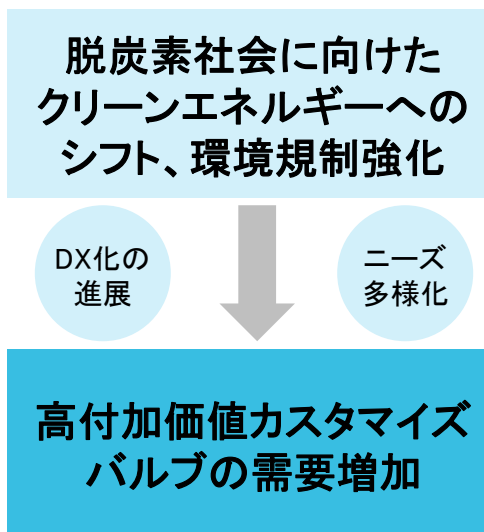 脱炭素社会に向けた
クリーンエネルギーへの
シフト、環境規制強化
DX化の
進展
ニーズ
多様化
高付加価値カスタマイズ
バルブの需要増加